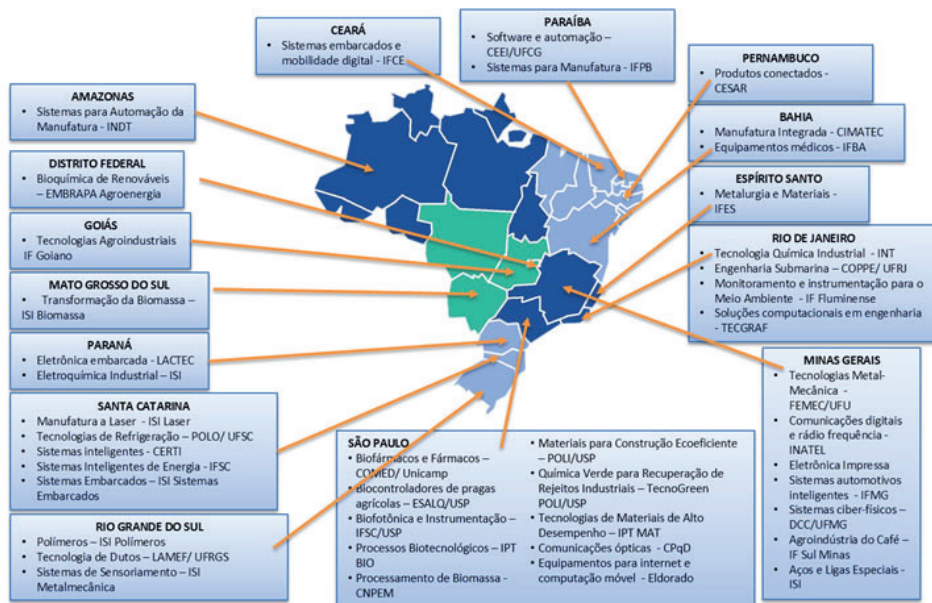 CEARÁ
• Sistemas embarcados e
mobilidade digital - IFCE
PARAÍBA
• Software e automação –
CEEI/UFCG
• Sistemas para Manufatura - IFPB
PERNAMBUCO
• Produtos conectados -
CESAR
AMAZONAS
• Sistemas para Automação da
Manufatura - INDT
BAHIA
• Manufatura Integrada - CIMATEC
• Equipamentos médicos - IFBA
DISTRITO FEDERAL
• Bioquímica de Renováveis
– EMBRAPA Agroenergia
ESPÍRITO SANTO
• Metalurgia e Materiais -
IFES
GOIÁS
• Tecnologias Agroindustriais
IF Goiano
RIO DE JANEIRO
Tecnologia Química Industrial - INT
• Engenharia Submarina – COPPE/ UFRJ
• Monitoramento e instrumentação para o
Meio Ambiente - IF Fluminense
• Soluções computacionais em engenharia
- TECGRAF
MATO GROSSO DO SUL
• Transformação da Biomassa –
ISI Biomassa
PARANÁ
• Eletrônica embarcada - LACTEC
• Eletroquímica Industrial – ISI
MINAS GERAIS
• Tecnologias Metal-
Mecânica -
FEMEC/UFU
• Comunicações digitais
e rádio frequência -
INATEL
• Eletrônica Impressa
• Sistemas automotivos
inteligentes - IFMG
• Sistemas ciber-físicos –
DCC/UFMG
• Agroindústria do Café –
IF Sul Minas
• Aços e Ligas Especiais -
ISI
SANTA CATARINA
• Manufatura a Laser - ISI Laser
• Tecnologias de Refrigeração – POLO/ UFSC
• Sistemas inteligentes - CERTI
• Sistemas Inteligentes de Energia - IFSC
• Sistemas Embarcados – ISI Sistemas
Embarcados
SÃO PAULO
• Biofármacos e Fármacos –
COMED/ Unicamp
• Biocontroladores de pragas
agrícolas – ESALQ/USP
• Biofotônica e Instrumentação –
IFSC/USP
• Processos Biotecnológicos – IPT
BIO
• Processamento de Biomassa -
CNPEM
• Materiais para Construção Ecoeficiente
– POLI/USP
• Química Verde para Recuperação de
Rejeitos Industriais – TecnoGreen
POLI/USP
• Tecnologias de Materiais de Alto
Desempenho – IPT MAT
• Comunicações ópticas - CPqD
• Equipamentos para internet e
computação móvel - Eldorado
RIO GRANDE DO SUL
• Polímeros – ISI Polímeros
• Tecnologia de Dutos – LAMEF/ UFRGS
• Sistemas de Sensoriamento – ISI
Metalmecânica